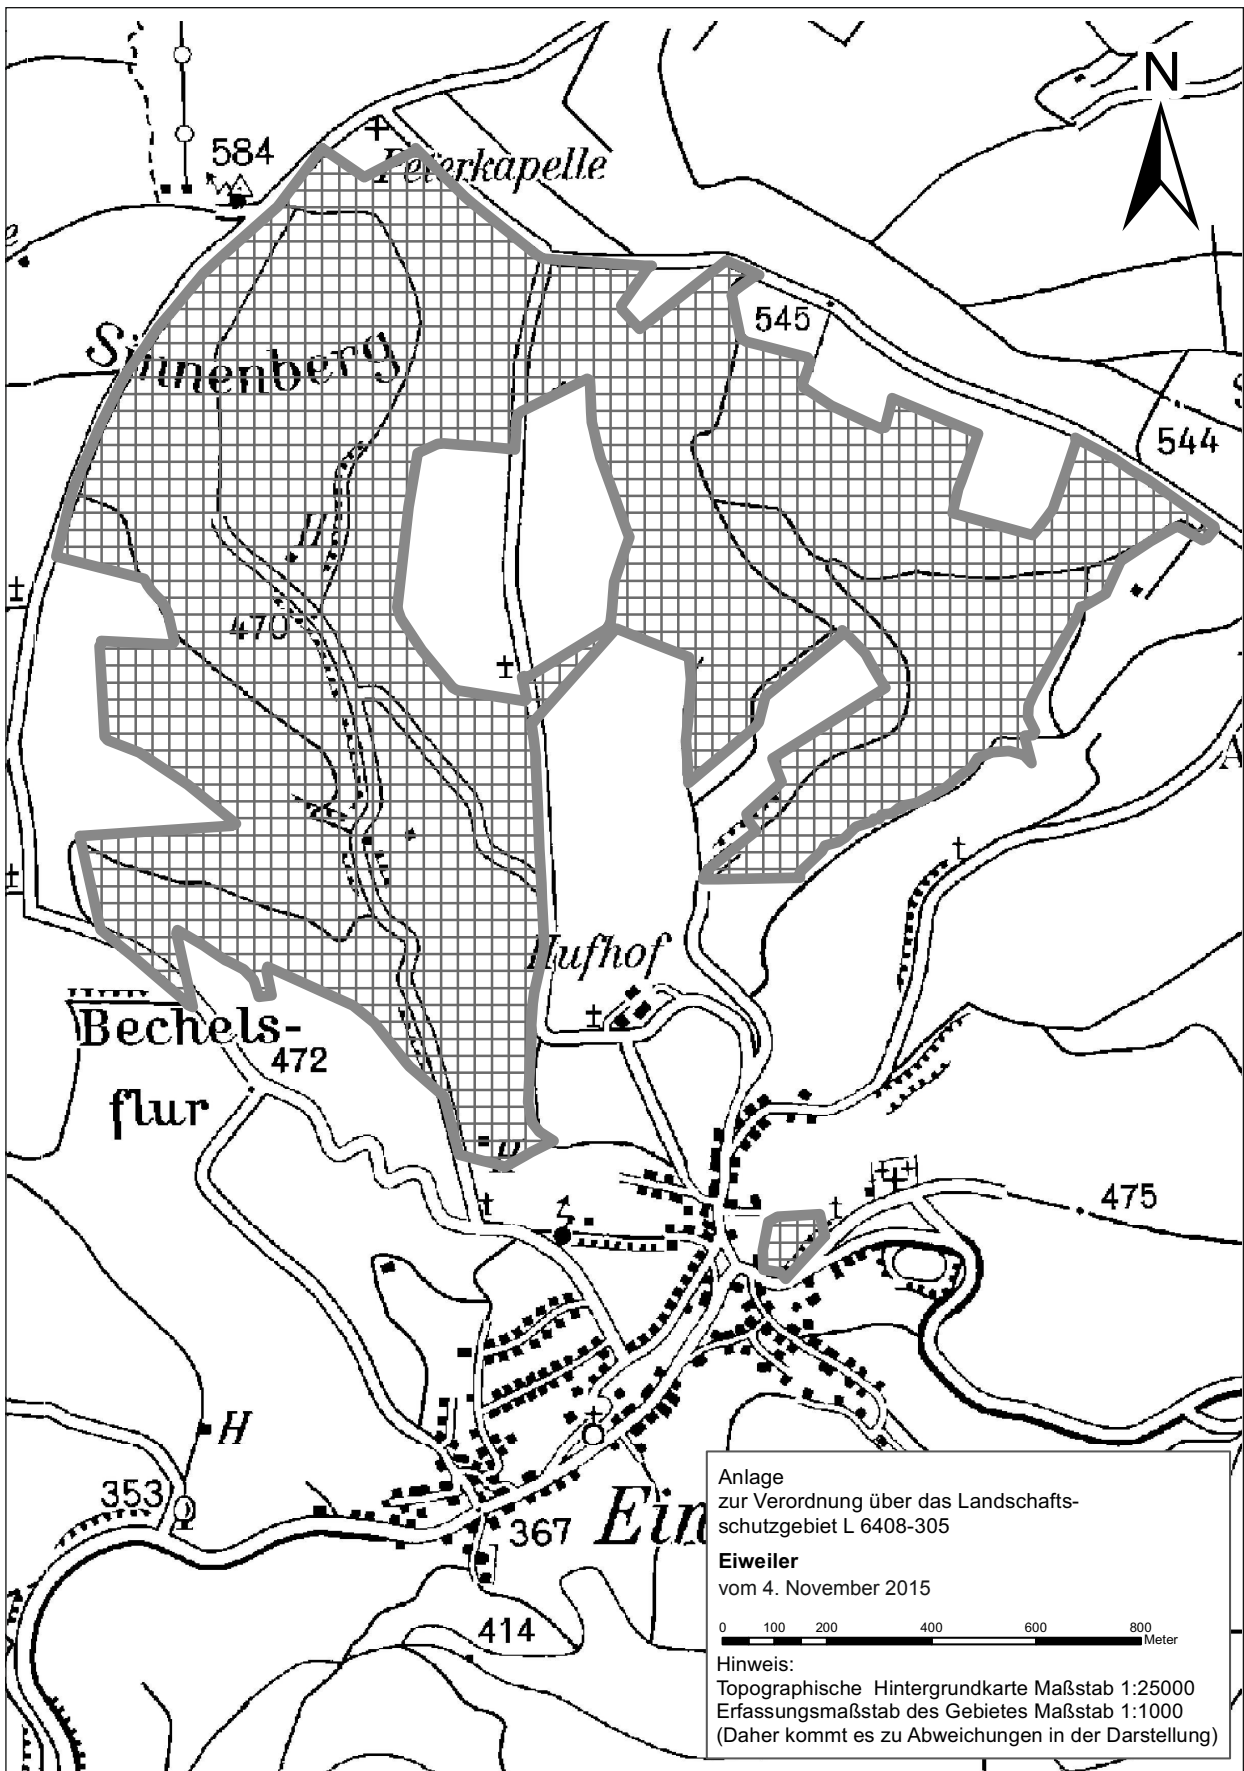 N
584
Peterkapelle
e
545
Sinnenberg
S
544
H
470
A
Hufhof
Bechels-
472
flur
H
475
H
353
367
Ein
414
Anlage
zur Verordnung über das Landschafts-
schutzgebiet L 6408-305
Eiweiler
vom 4. November 2015
0 100 200 400 600 800
Meter
Hinweis:
Topographische Hintergrundkarte Maßstab 1:25000
Erfassungsmaßstab des Gebietes Maßstab 1:1000
(Daher kommt es zu Abweichungen in der Darstellung)